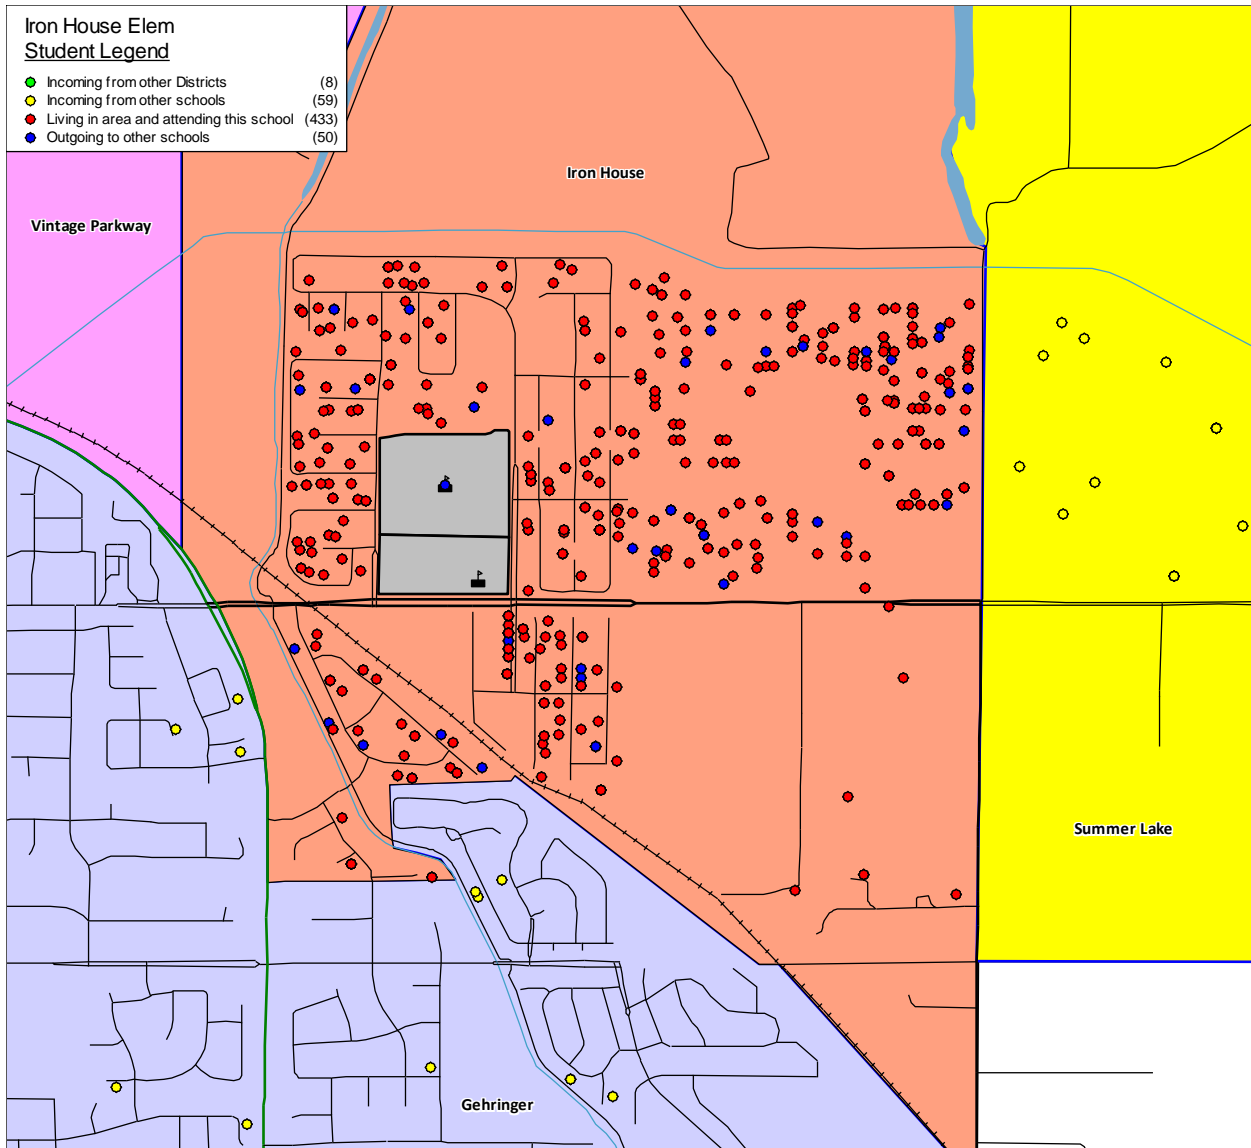 Iron House Elem
Student Legend
Incoming from other Districts (8)
Incoming from other schools (59)
Living in area and attending this school (433)
Outgoing to other schools (50)
Iron House
Vintage Parkway
Summer Lake
Gehringer